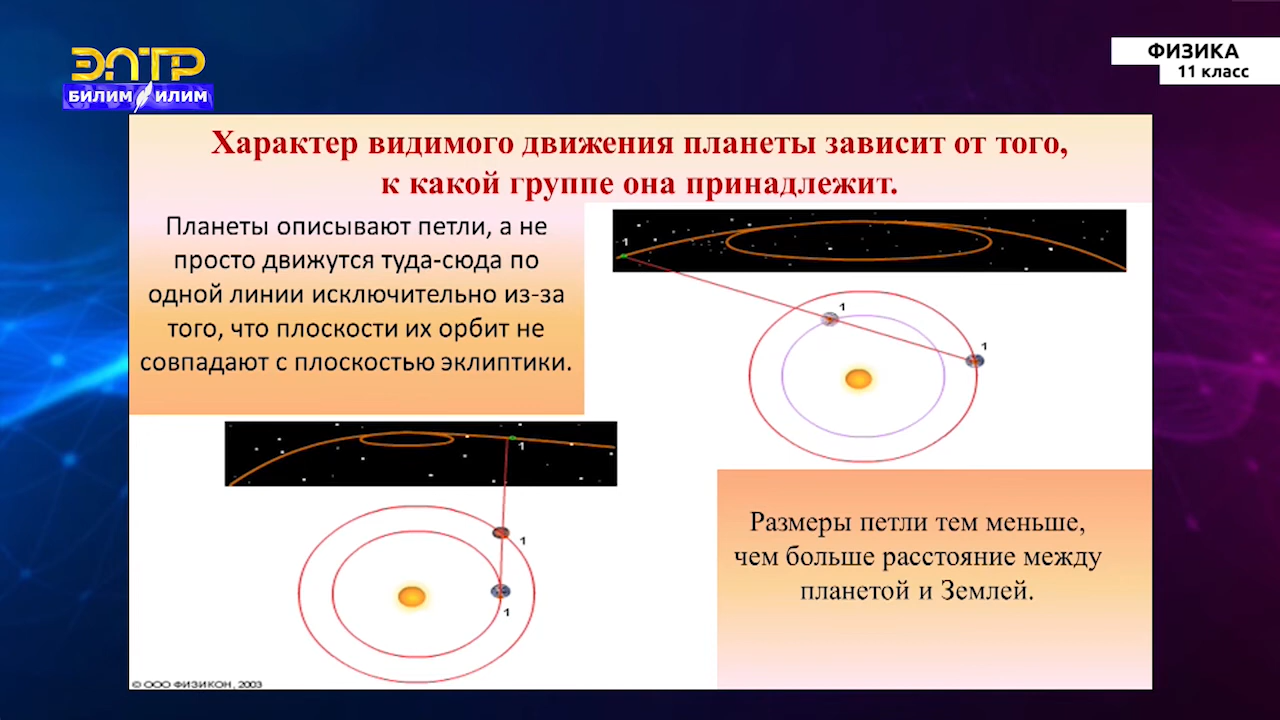 ЭЛТР
БИЛИМ ИЛИМ
ФИЗИКА
11 класс
Характер видимого движения планеты зависит от того,
к какой группе она принадлежит.
Планеты описывают петли, а не
просто движутся туда-сюда по
одной линии исключительно из-за
того, что плоскости их орбит не
совпадают с плоскостью эклиптики.
1
1
1
1
1
1
Размеры петли тем меньше,
чем больше расстояние между
планетой и Землей.
© ООО ФИЗИКОН, 2003